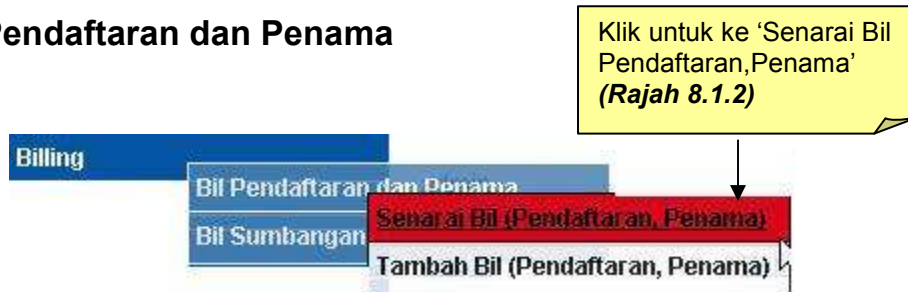 Pendaftaran dan Penama
Klik untuk ke ‘Senarai Bil
Pendaftaran,Penama’
(Rajah 8.1.2)
Billing
Bil Pendaftaran dan Penama
Senarai Bil (Pendaftaran, Penama)
Bil Sumbangan
Tambah Bil (Pendaftaran, Penama)